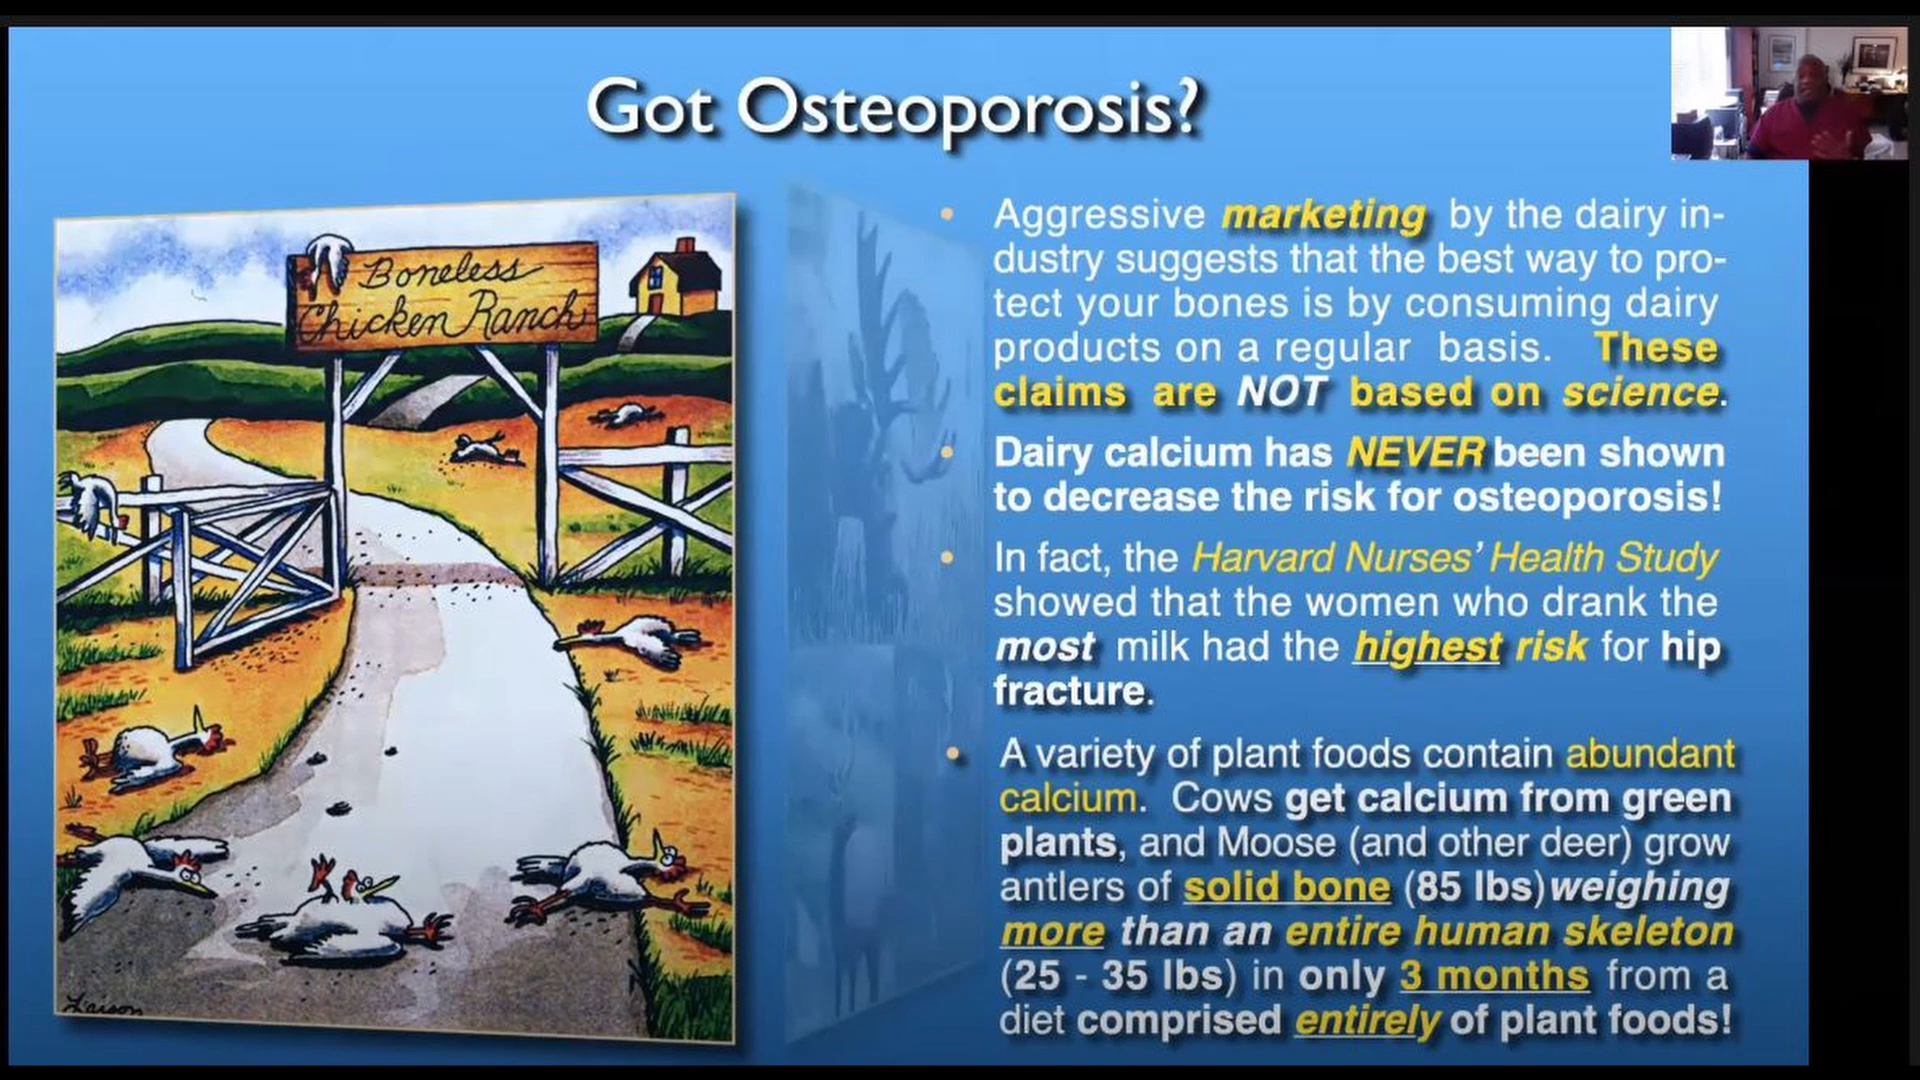 Got Osteoporosis?
Boneless
Chicken Ranch
Larson
• Aggressive marketing by the dairy in-
dustry suggests that the best way to pro-
tect your bones is by consuming dairy
products on a regular basis. These
claims are NOT based on science.
• Dairy calcium has NEVER been shown
to decrease the risk for osteoporosis!
• In fact, the Harvard Nurses’ Health Study
showed that the women who drank the
most milk had the highest risk for hip
fracture.
• A variety of plant foods contain abundant
calcium. Cows get calcium from green
plants, and Moose (and other deer) grow
antlers of solid bone (85 lbs) weighing
more than an entire human skeleton
(25 - 35 lbs) in only 3 months from a
diet comprised entirely of plant foods!